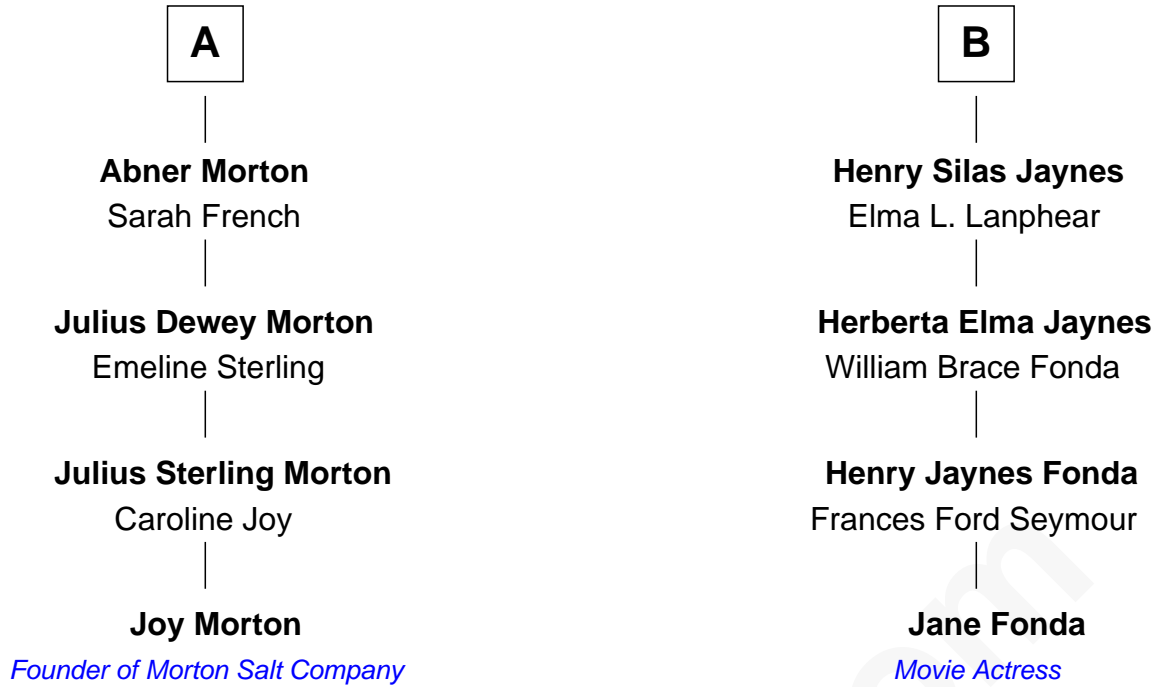 A
B
Abner Morton
Sarah French
Henry Silas Jaynes
Elma L. Lanphear
Julius Dewey Morton
Emeline Sterling
Herberta Elma Jaynes
William Brace Fonda
Julius Sterling Morton
Caroline Joy
Henry Jaynes Fonda
Frances Ford Seymour
Joy Morton
Founder of Morton Salt Company
Jane Fonda
Movie Actress